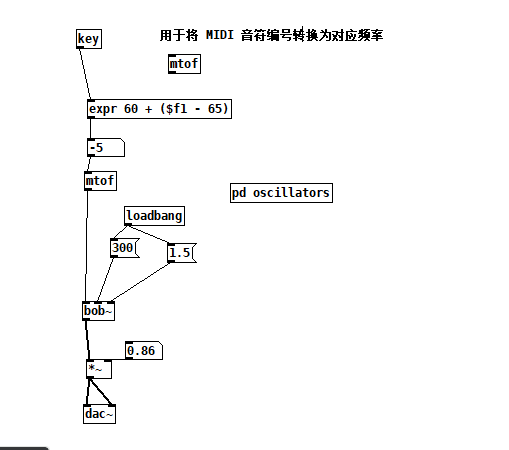 key
用于将 MIDI 音符编号转换为对应频率
mtof
expr 60 + ($f1 - 65)
-5
mtof
pd oscillators
loadbang
300
1.5
bob~
0.86
*~
dac~